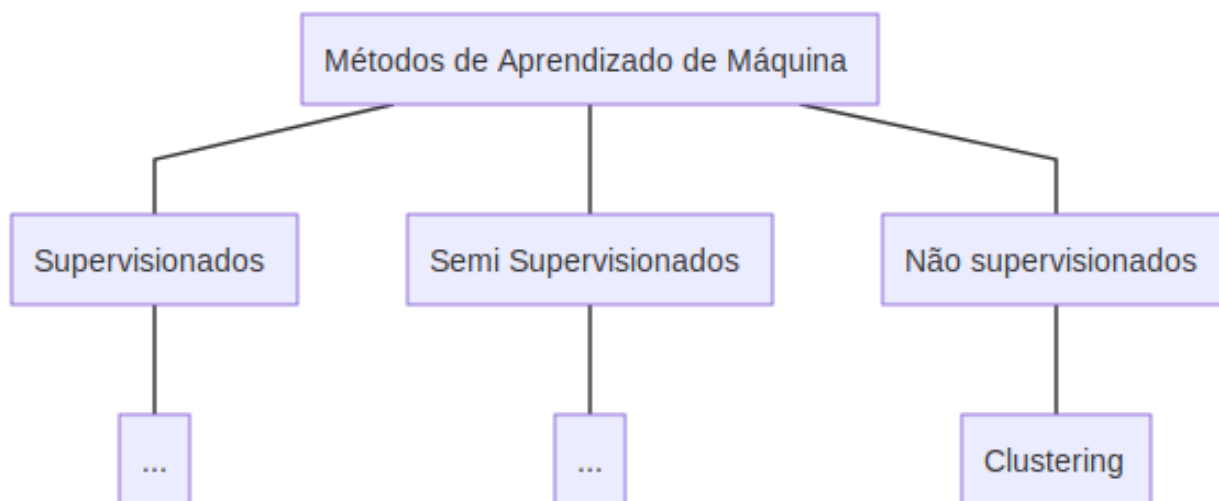 Métodos de Aprendizado de Máquina
Supervisionados
Semi Supervisionados
Não supervisionados
...
...
Clustering